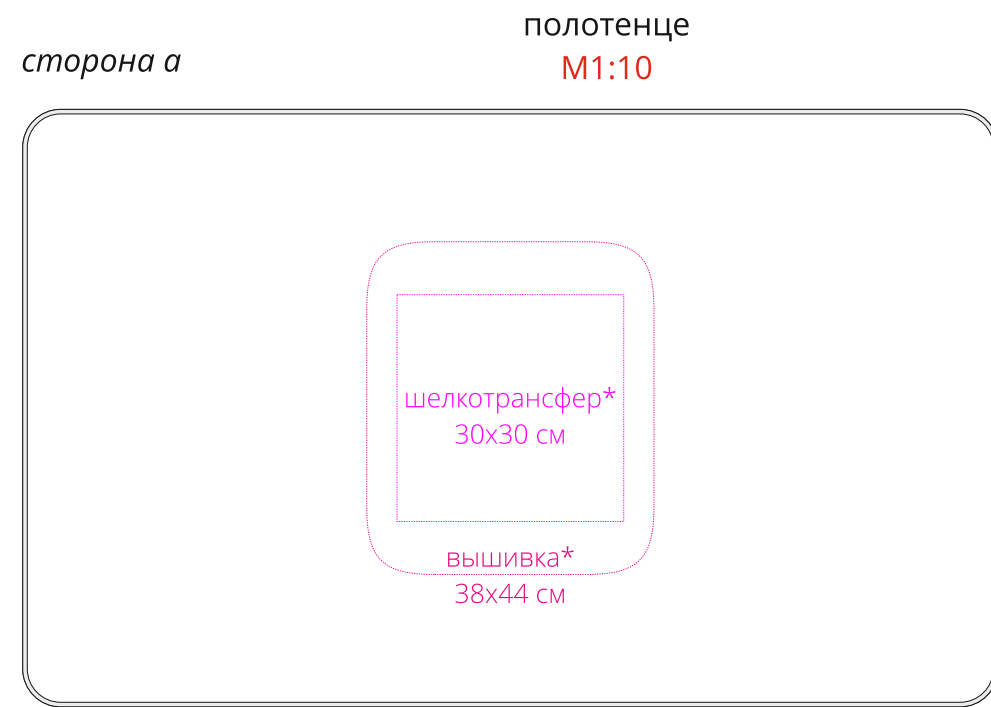 полотенце
сторона а
М1:10
шелкотрансфер*
30х30 см
вышивка*
38х44 см